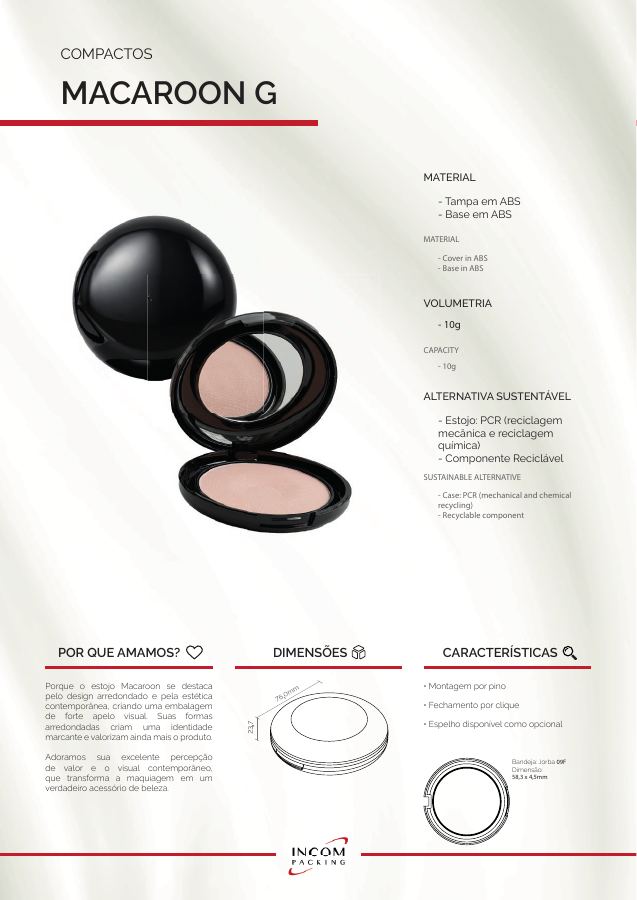 COMPACTOS
MACAROON G
MATERIAL
- Tampa em ABS
- Base em ABS
MATERIAL
- Cover in ABS
- Base in ABS
VOLUMETRIA
- 10g
CAPACITY
- 10g
ALTERNATIVA SUSTENTÁVEL
- Estojo: PCR (reciclagem
mecânica e reciclagem
química)
- Componente Reciclável
SUSTAINABLE ALTERNATIVE
- Case: PCR (mechanical and chemical
recycling)
- Recyclable component
POR QUE AMAMOS?
Porque o estojo Macaroon se destaca
pelo design arredondado e pela estética
contemporânea, criando uma embalagem
de forte apelo visual. Suas formas
arredondadas criam uma identidade
marcante e valorizam ainda mais o produto.
Adoramos sua excelente percepção
de valor e o visual contemporâneo,
que transforma a maquiagem em um
verdadeiro acessório de beleza.
DIMENSÕES
76,0mm
23,7
CARACTERÍSTICAS
• Montagem por pino
• Fechamento por clique
• Espelho disponível como opcional
Bandeja: Jorba 09F
Dimensão:
58,3 x 4,5mm
INCOM
PACKING